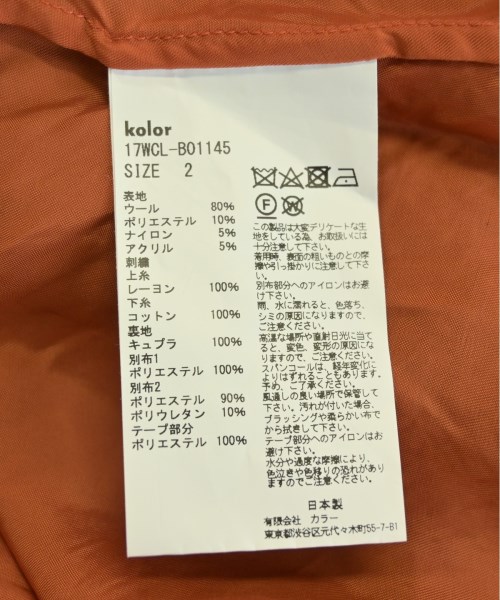 kolor
17WCL-B01145
SIZE 2
表地
ウール 80%
ポリエステル 10%
ナイロン 5%
アクリル 5%
刺繍
上糸
レーヨン 100%
下糸
コットン 100%
裏地
キュプラ 100%
別布1
ポリエステル 100%
別布2
ポリエステル 90%
ポリウレタン 10%
テープ部分
ポリエステル 100%
F W
この製品は大変デリケートな生
地をしている為、お取扱いには
十分注意して下さい。
着用時、表面の粗いものとの摩
擦や引っ掛かりに注意して下さ
い。
別布部分へのアイロンはお避
け下さい。
雨、水に濡れると、色落ち、
シミの原因になりますので、
ご注意ください。
高温な場所や直射日光に当て
ると、変色、変形の原因にな
りますので、ご注意ください。
スパンコールは、経年変化に
よりはずれることもあります。
予め、ご了承ください。
風通しの良い場所で保管して
下さい。汚れが付いた場合、
ブラッシングや柔らかい布で
から拭きして下さい。
テープ部分へのアイロンはお
避け下さい。
水分や過度な摩擦により、
色泣きや色移りの恐れがあり
ますのでご注意ください。
日本製
有限会社 カラー
東京都渋谷区元代々木町55-7-B1